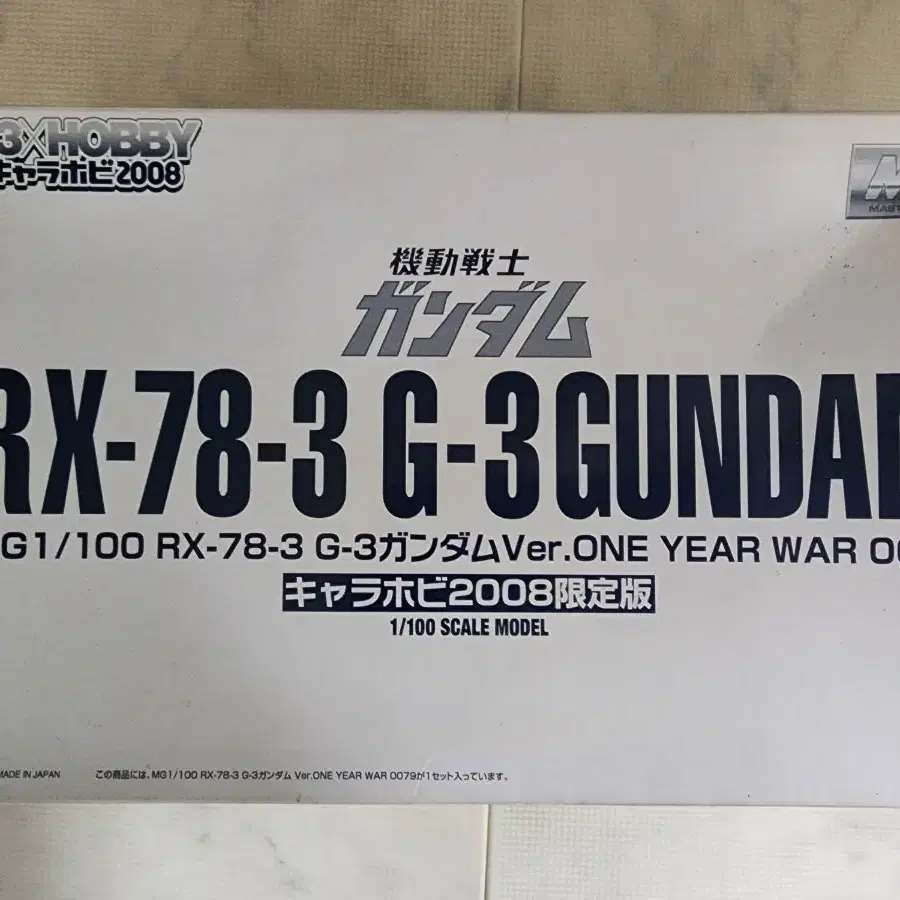 3×HOBBY
キャラホビ2008
MAST
機動戦士
ガンダム
RX-78-3 G-3 GUNDA
G1/100 RX-78-3 G-3ガンダムVer.ONE YEAR WAR 00
キャラホビ2008限定版
1/100 SCALE MODEL
MADE IN JAPAN
この商品には、MG1/100 RX-78-3 G-3ガンダム Ver.ONE YEAR WAR 0079が1セット入っています。